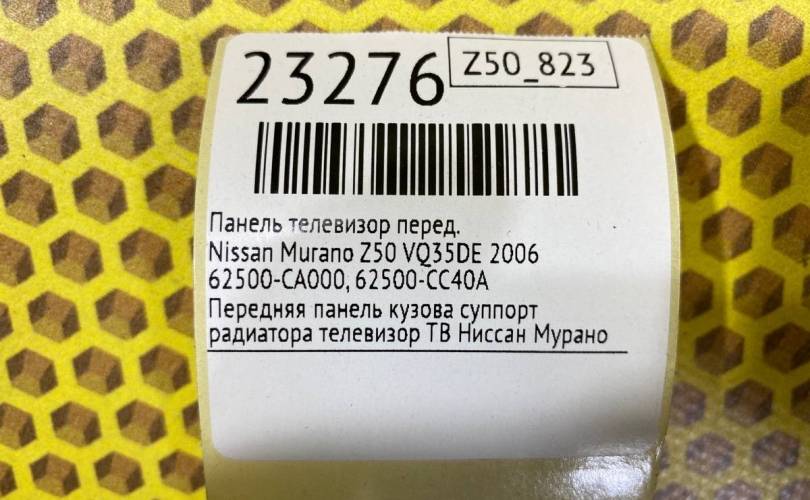 23276
Z50_823
Панель телевизор перед.
Nissan Murano Z50 VQ35DE 2006
62500-CA000, 62500-CC40A
Передняя панель кузова суппорт
радиатора телевизор ТВ Ниссан Мурано